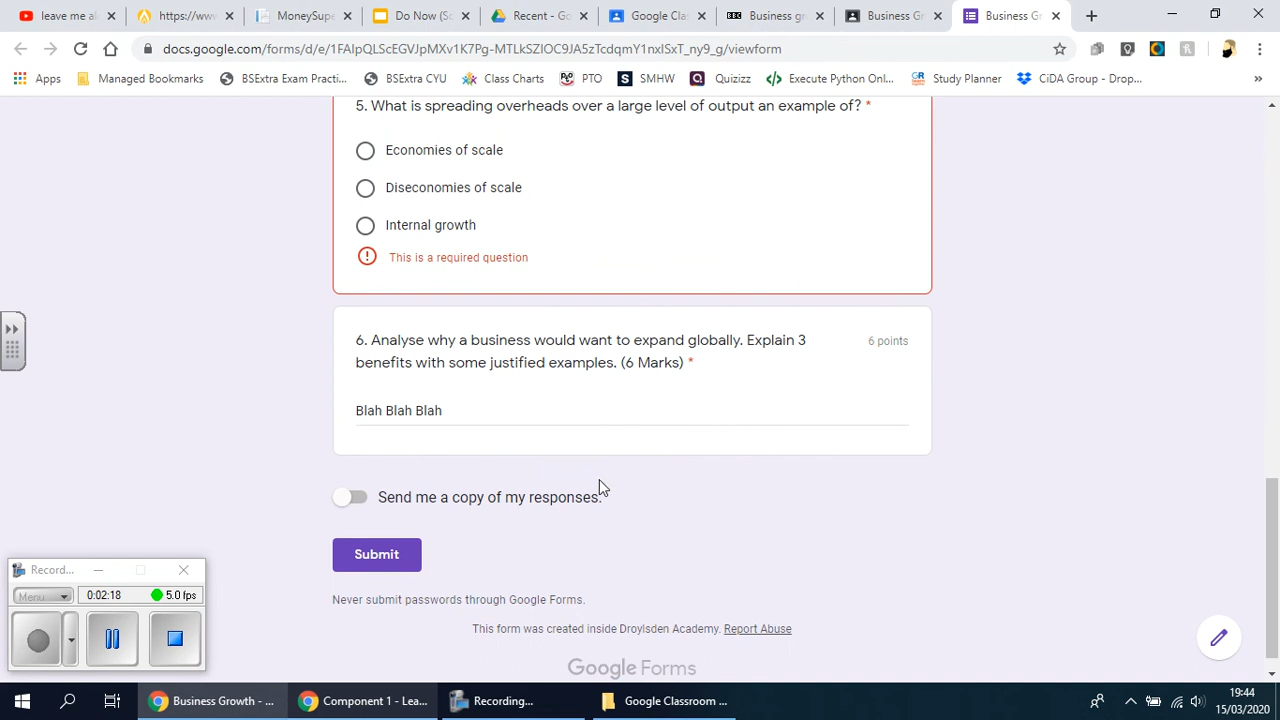 leave me all
https://www
MoneySupe
Do Now (Sc
Recent - Go
Google Clas
Business gr
Business Gr
Business Gr
docs.google.com/forms/d/e/
/viewform
Apps
Managed Bookmarks
BSExtra Exam Practi...
BSExtra CYU
Class Charts
PTO
SMHW
Quizizz
Execute Python Onl...
Study Planner
CiDA Group - Drop...
»
5. What is spreading overheads over a large level of output an example of? *
Economies of scale
Diseconomies of scale
Internal growth
This is a required question
6. Analyse why a business would want to expand globally. Explain 3
6 points
benefits with some justified examples. (6 Marks) *
Blah Blah Blah
Send me a copy of my responses.
Submit
Never submit passwords through Google Forms.
This form was created inside Droylsden Academy. Report Abuse
Google Forms
Record...
Menu
0:02:18
5.0 fps
Business Growth - ...
Component 1 - Lea...
Recording...
Google Classroom ...
19:44
15/03/2020